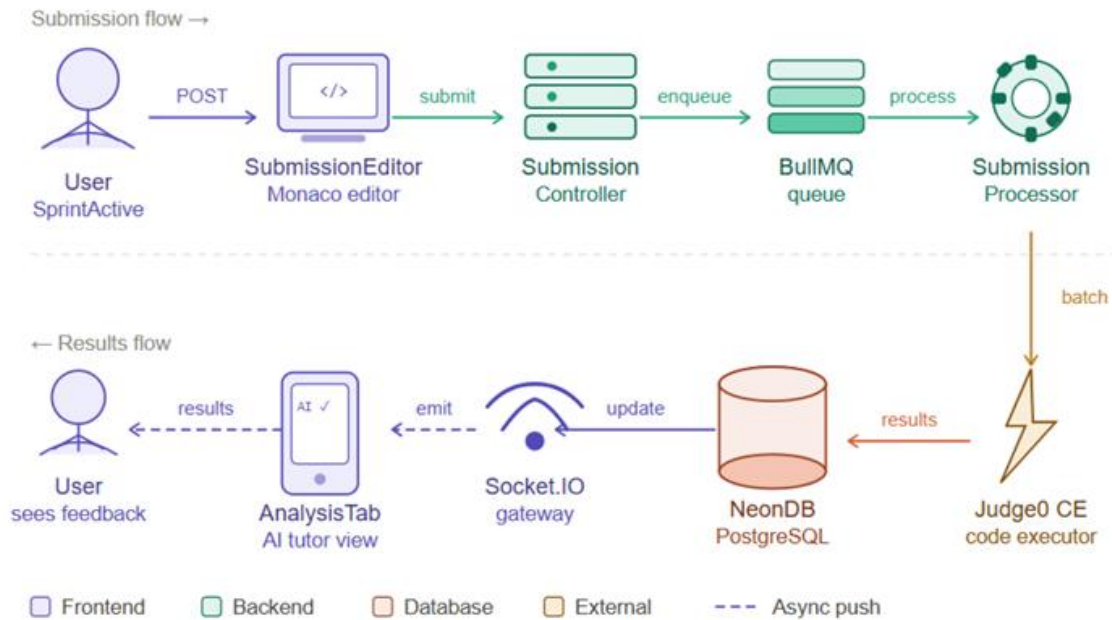 Submission flow →
POST
submit
enqueue
process
</>
User
SprintActive
SubmissionEditor
Monaco editor
Submission
Controller
BullMQ
queue
Submission
Processor
batch
← Results flow
results
AI ✓
emit
update
results
User
sees feedback
AnalysisTab
AI tutor view
Socket.IO
gateway
NeonDB
PostgreSQL
Judge0 CE
code executor
Frontend
Backend
Database
External
Async push